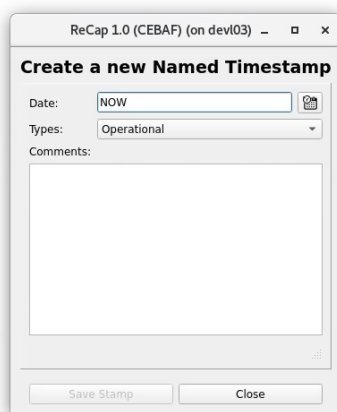 ReCap 1.0 (CEBAF) (on devl03)
Create a new Named Timestamp
Date: NOW
Types: Operational
Comments:
Save Stamp Close